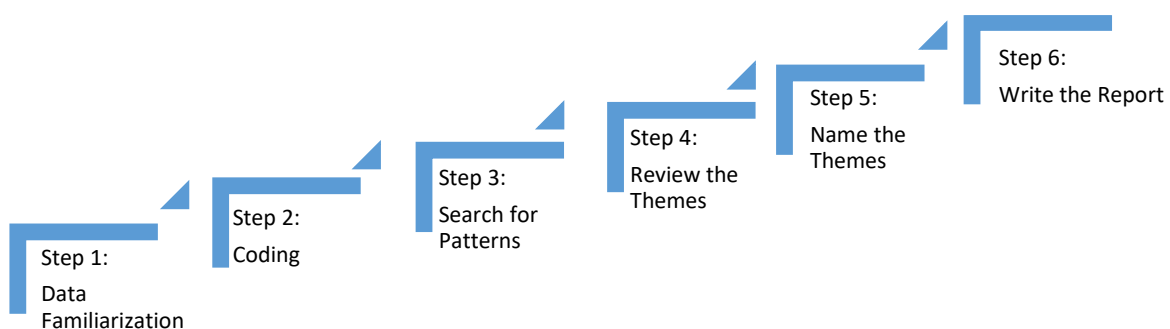 Step 1:
Data
Familiarization
Step 2:
Coding
Step 3:
Search for
Patterns
Step 4:
Review the
Themes
Step 5:
Name the
Themes
Step 6:
Write the Report